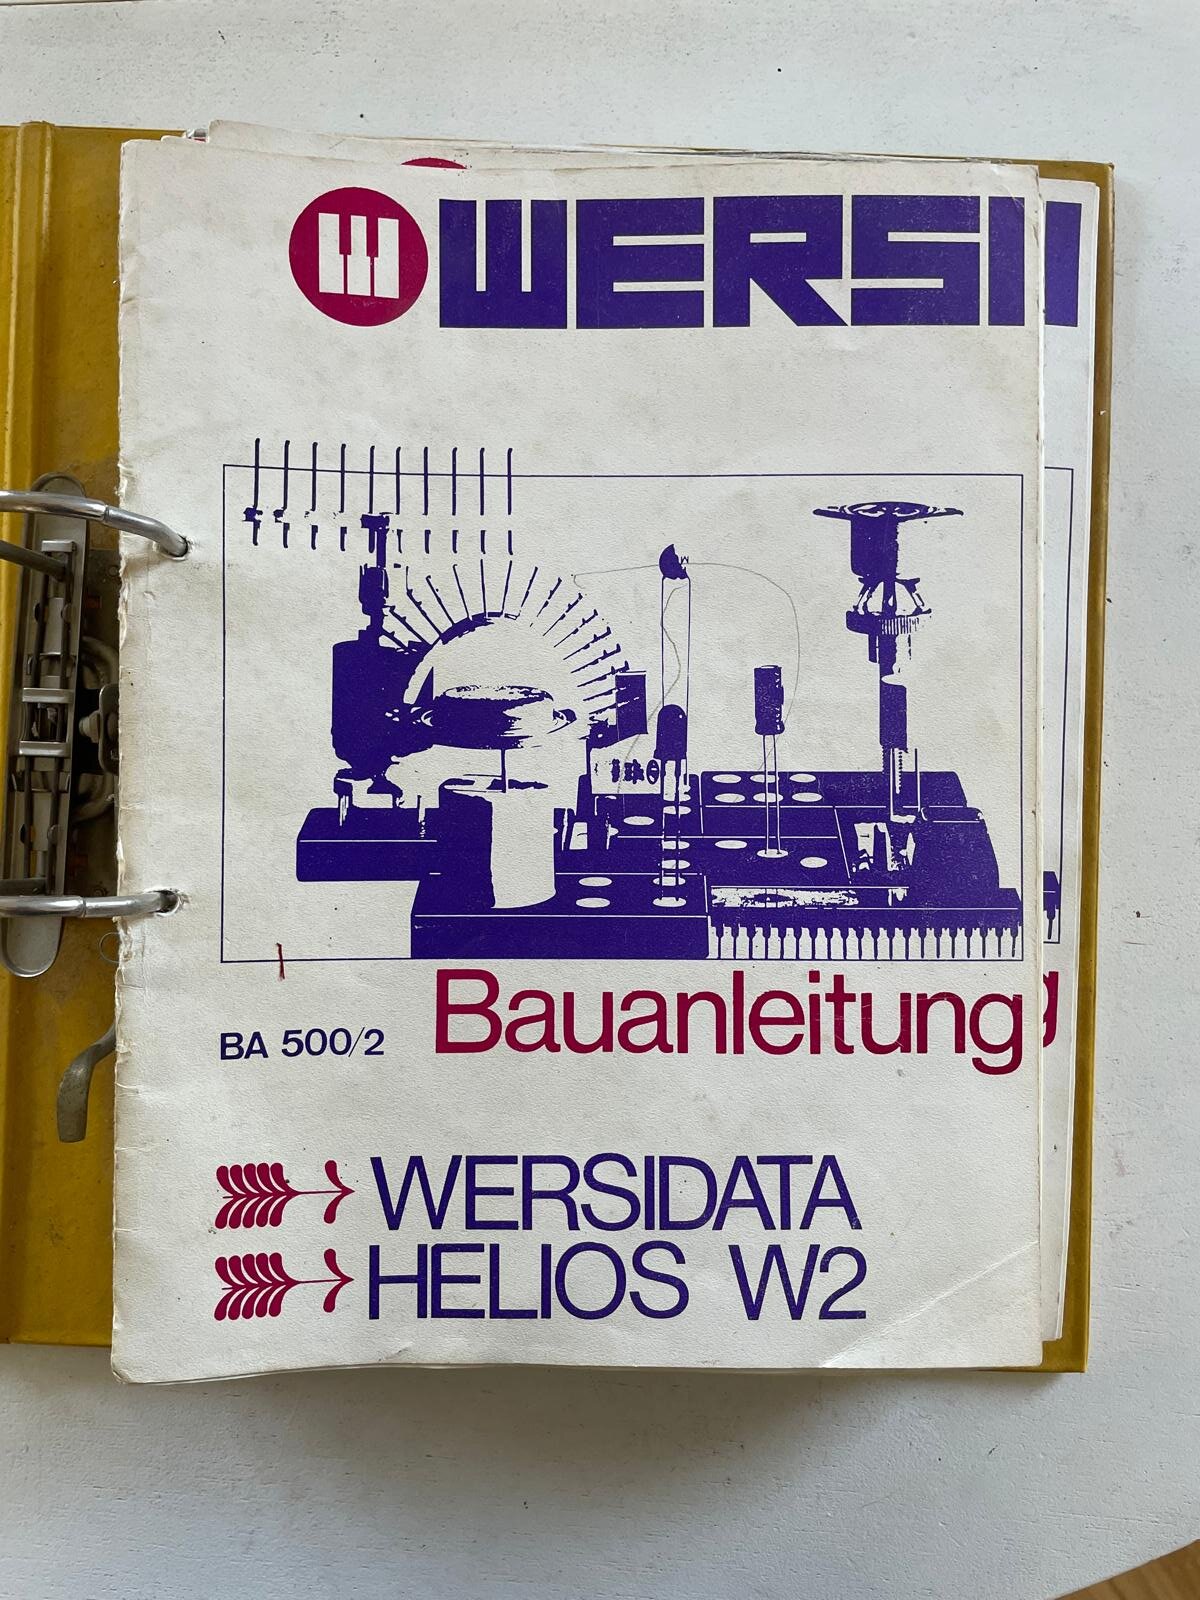 WERSI
BA 500/2 Bauanleitung
WERSIDATA
HELIOS W2